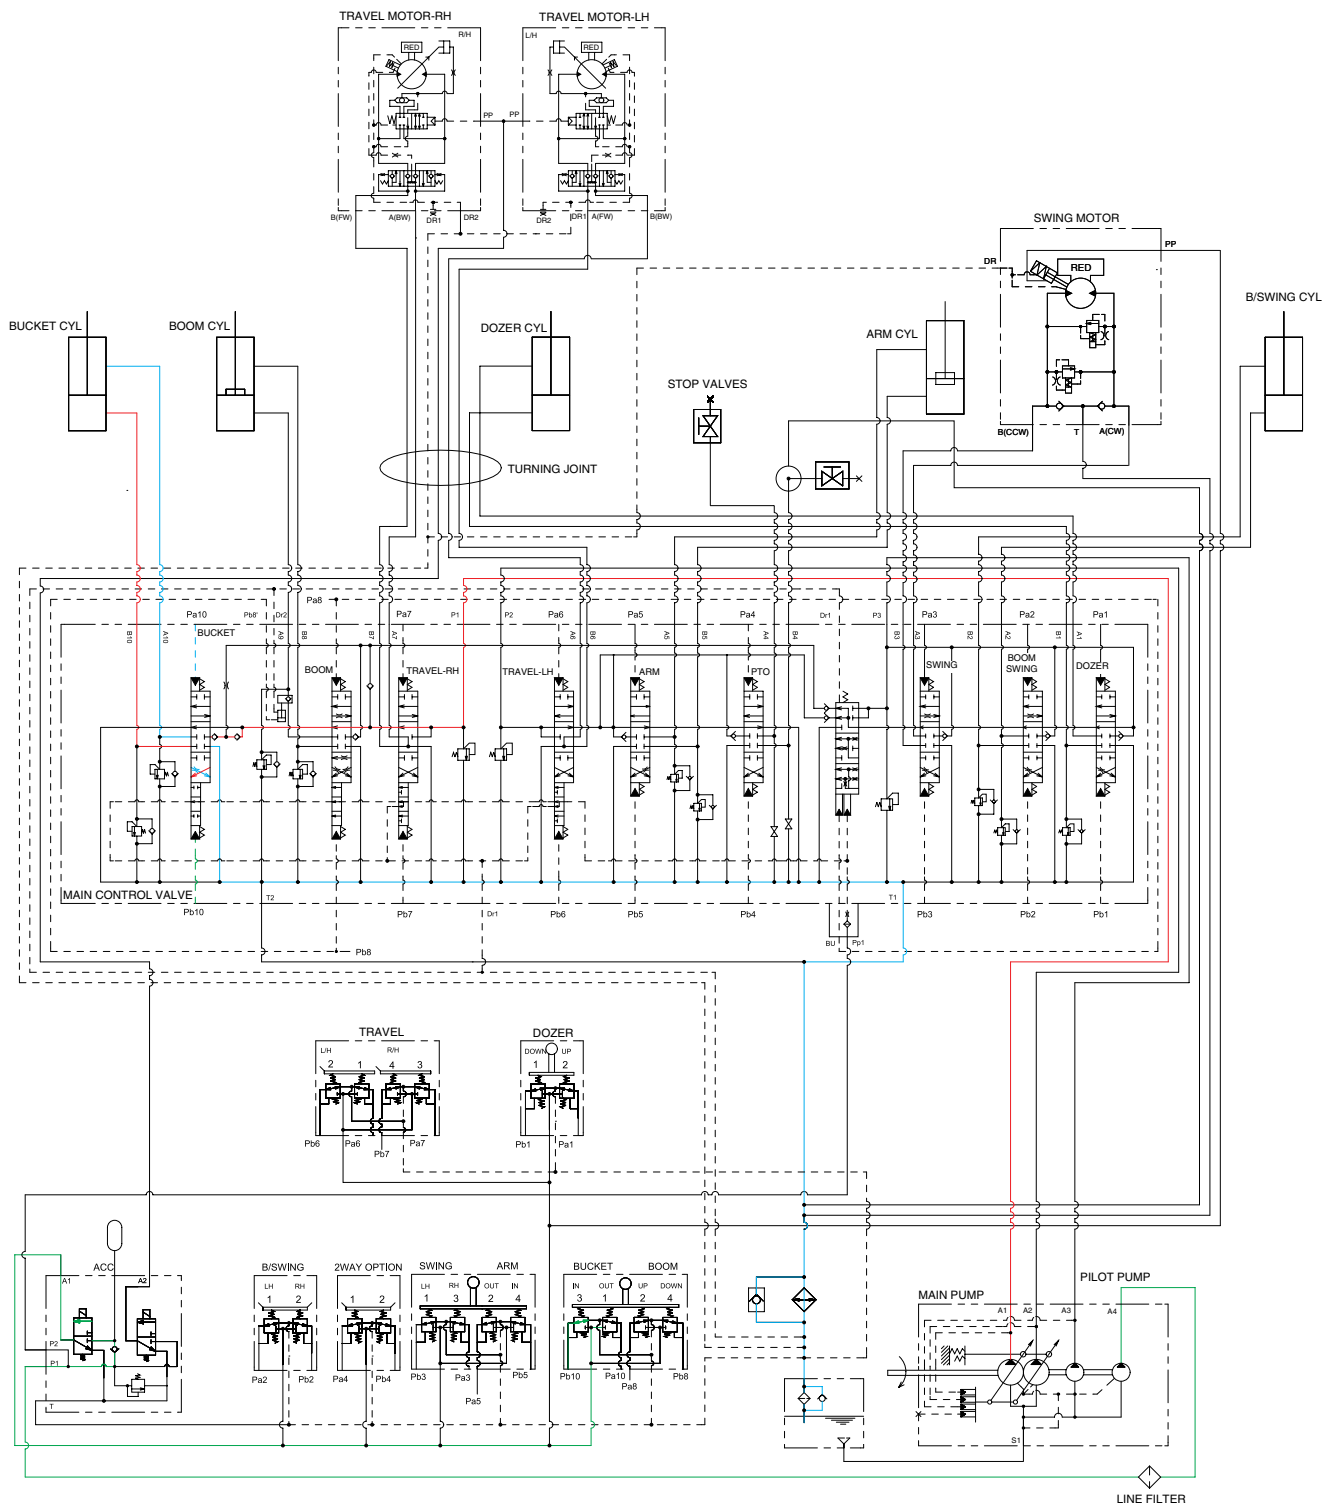 TRAVEL MOTOR-RH
TRAVEL MOTOR-LH
R/H
L/H
RED
RED
PP
PP
B(FW)
A(BW)
DR1
DR2
DR2
DR1
A(FW)
B(BW)
SWING MOTOR
PP
DR
RED
B(CCW)
T
A(CW)
BUCKET CYL
BOOM CYL
DOZER CYL
ARM CYL
B/SWING CYL
STOP VALVES
TURNING JOINT
Pa8
Pa10
Pb8'
Dr2
Pa7
P1
P2
Pa6
Pa5
Pa4
Dr1
P3
Pa3
Pa2
Pa1
B10
A10
A9
B8
B7
A7
A6
B6
A5
B5
A4
B4
B3
A3
B2
A2
B1
A1
BUCKET
BOOM
TRAVEL-RH
TRAVEL-LH
ARM
PTO
SWING
BOOM
SWING
DOZER
MAIN CONTROL VALVE
T2
T1
Pb10
Pb7
Dr1
Pb6
Pb5
Pb4
Pb3
Pb2
Pb1
BU
Pp1
Pb8
TRAVEL
L/H
R/H
2
1
4
3
Pb6
Pa6
Pb7
Pa7
DOZER
DOWN
UP
1
2
Pb1
Pa1
ACC
A1
A2
P2
P1
T
B/SWING
LH
RH
1
2
Pa2
Pb2
2WAY OPTION
1
2
Pa4
Pb4
SWING
ARM
LH
RH
OUT
IN
1
3
2
4
Pb3
Pa3
Pa5
Pb5
BUCKET
BOOM
IN
OUT
UP
DOWN
3
1
2
4
Pb10
Pa10
Pa8
Pb8
PILOT PUMP
MAIN PUMP
A1
A2
A3
A4
S1
LINE FILTER